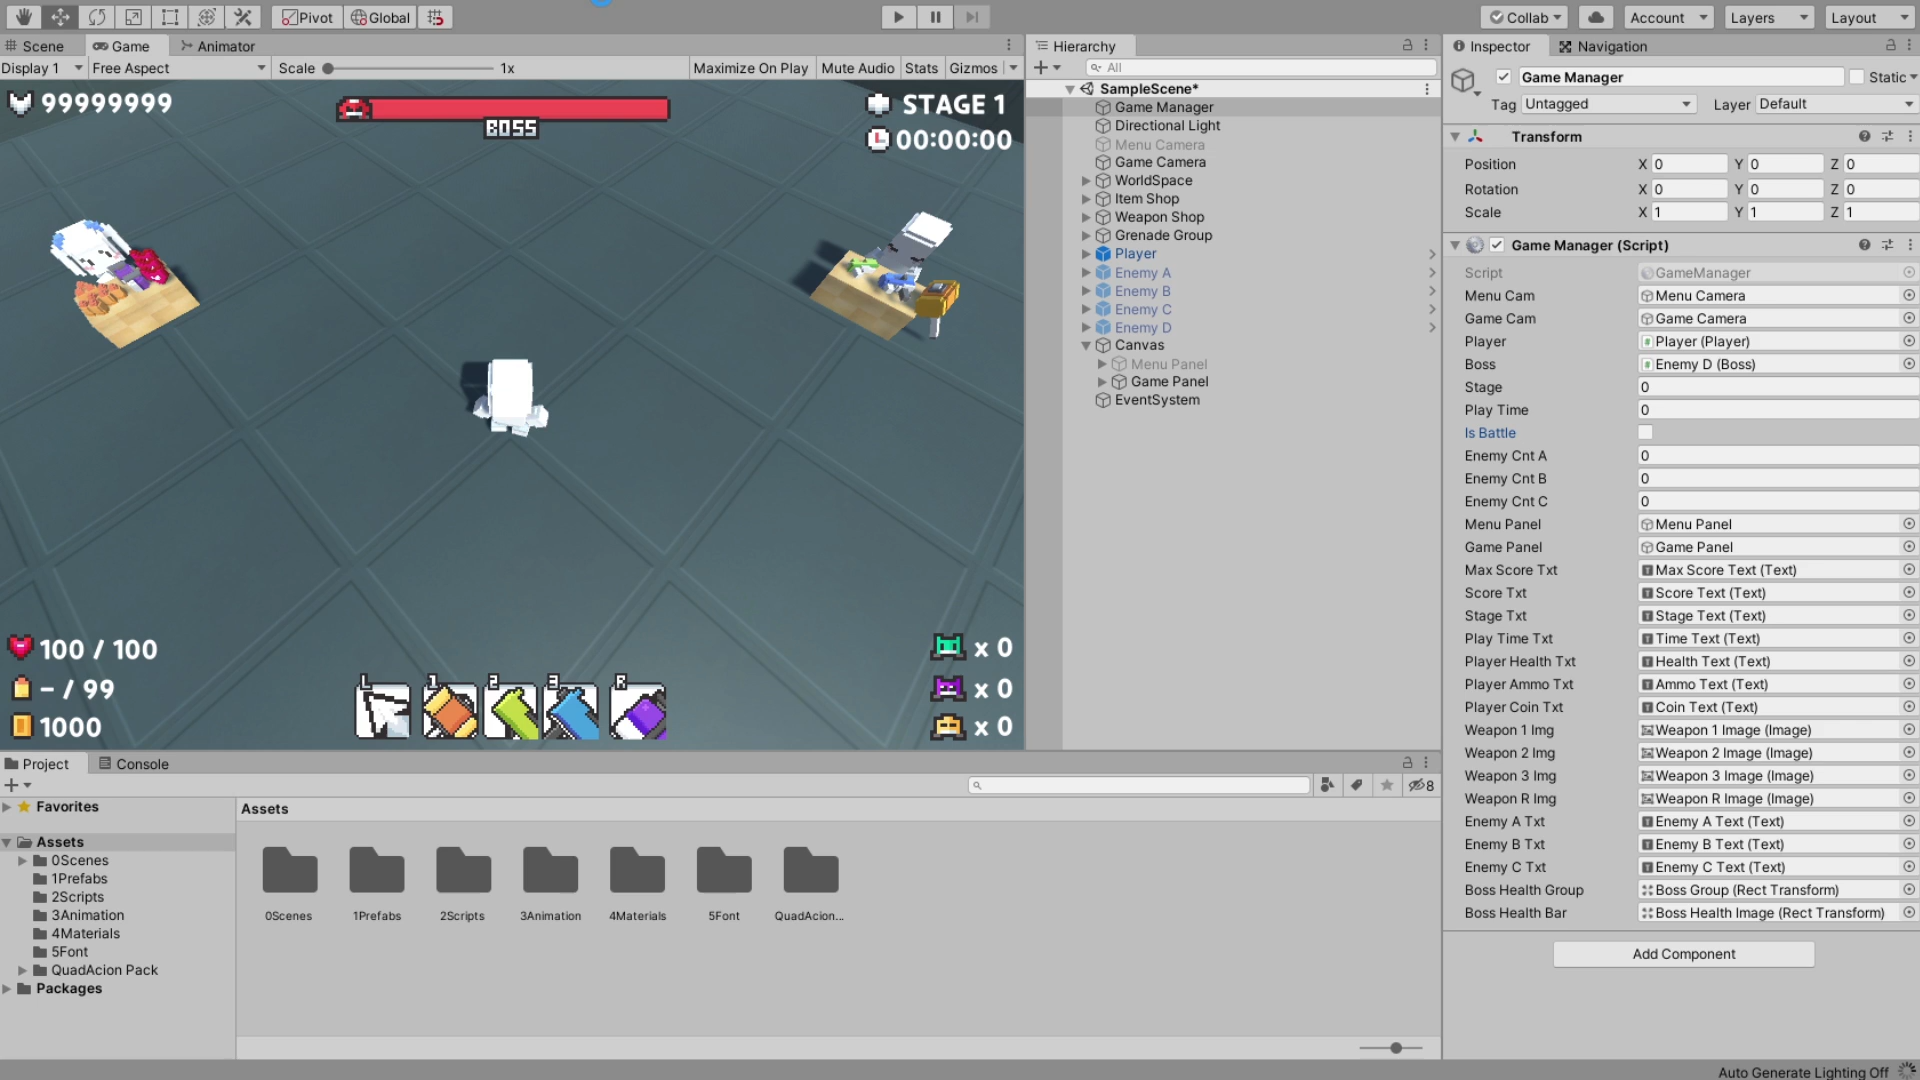 Pivot Global Collab Account Layers Layout
Scene Game Animator
Display 1 Free Aspect Scale 1x Maximize On Play Mute Audio Stats Gizmos
99999999
BOSS
STAGE 1
00:00:00
100 / 100
- / 99
1000
L 1 2 3 R
x 0
x 0
x 0
Hierarchy
All
SampleScene*
Game Manager
Directional Light
Menu Camera
Game Camera
WorldSpace
Item Shop
Weapon Shop
Grenade Group
Player
Enemy A
Enemy B
Enemy C
Enemy D
Canvas
Menu Panel
Game Panel
EventSystem
Inspector Navigation
Game Manager Static
Tag Untagged Layer Default
Transform
Position X 0 Y 0 Z 0
Rotation X 0 Y 0 Z 0
Scale X 1 Y 1 Z 1
Game Manager (Script)
Script GameManager
Menu Cam Menu Camera
Game Cam Game Camera
Player Player (Player)
Boss Enemy D (Boss)
Stage 0
Play Time 0
Is Battle
Enemy Cnt A 0
Enemy Cnt B 0
Enemy Cnt C 0
Menu Panel Menu Panel
Game Panel Game Panel
Max Score Txt Max Score Text (Text)
Score Txt Score Text (Text)
Stage Txt Stage Text (Text)
Play Time Txt Time Text (Text)
Player Health Txt Health Text (Text)
Player Ammo Txt Ammo Text (Text)
Player Coin Txt Coin Text (Text)
Weapon 1 Img Weapon 1 Image (Image)
Weapon 2 Img Weapon 2 Image (Image)
Weapon 3 Img Weapon 3 Image (Image)
Weapon R Img Weapon R Image (Image)
Enemy A Txt Enemy A Text (Text)
Enemy B Txt Enemy B Text (Text)
Enemy C Txt Enemy C Text (Text)
Boss Health Group Boss Group (Rect Transform)
Boss Health Bar Boss Health Image (Rect Transform)
Add Component
Project Console
8
Favorites
Assets
0Scenes
1Prefabs
2Scripts
3Animation
4Materials
5Font
QuadAcion Pack
Packages
Assets
0Scenes 1Prefabs 2Scripts 3Animation 4Materials 5Font QuadAcion...
Auto Generate Lighting Off